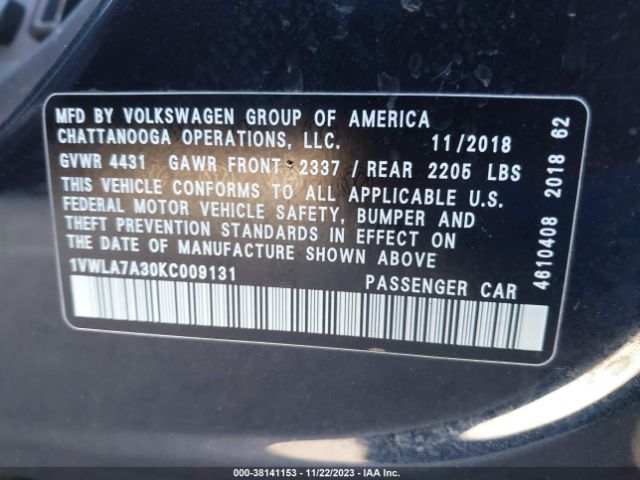 MFD BY VOLKSWAGEN GROUP OF AMERICA
CHATTANOOGA OPERATIONS, LLC. 11/2018
GVWR 4431 GAWR FRONT 2337 / REAR 2205 LBS
THIS VEHICLE CONFORMS TO ALL APPLICABLE U.S.
FEDERAL MOTOR VEHICLE SAFETY, BUMPER AND
THEFT PREVENTION STANDARDS IN EFFECT ON
THE DATE OF MANUFACTURE SHOWN ABOVE
1VWLA7A30KC009131 PASSENGER CAR
4610408 2018 62
000-38141153 - 11/22/2023 - IAAI.COM